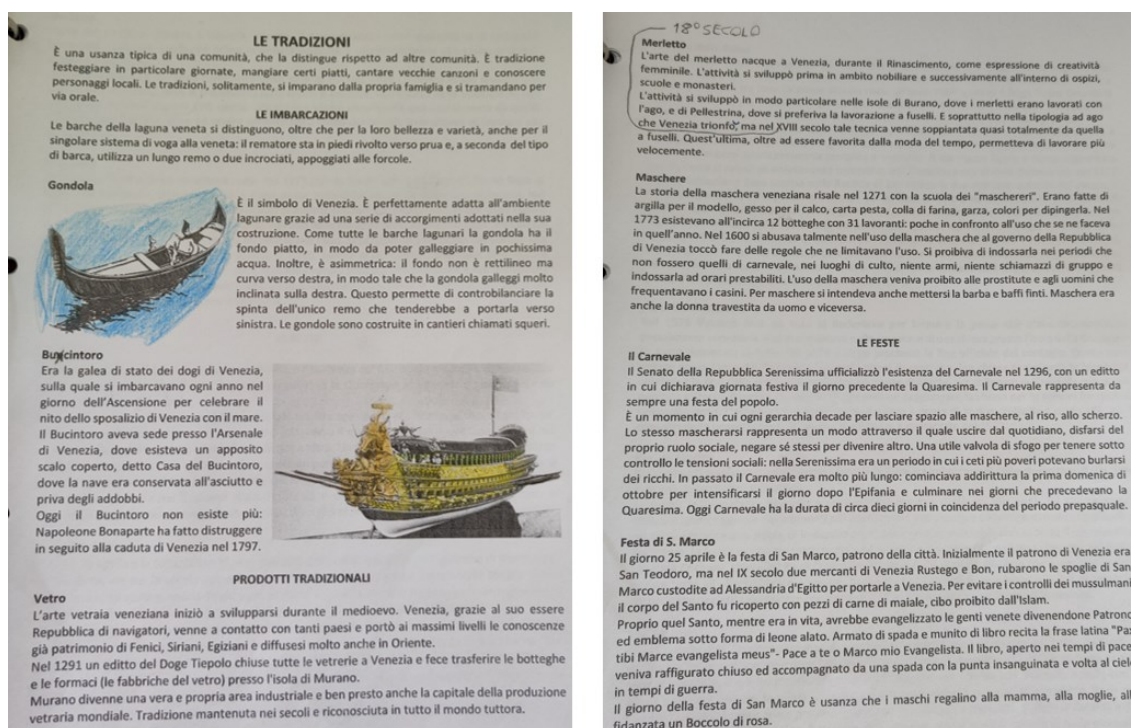 LE TRADIZIONI
È una usanza tipica di una comunità, che la distingue rispetto ad altre comunità. È tradizione
festeggiare in particolare giornate, mangiare certi piatti, cantare vecchie canzoni e conoscere
personaggi locali. Le tradizioni, solitamente, si imparano dalla propria famiglia e si tramandano per
via orale.
LE IMBARCAZIONI
Le barche della laguna veneta si distinguono, oltre che per la loro bellezza e varietà, anche per il
singolare sistema di voga alla veneta: il rematore sta in piedi rivolto verso prua e, a seconda del tipo
di barca, utilizza un lungo remo o due incrociati, appoggiati alle forcole.
Gondola
È il simbolo di Venezia. È perfettamente adatta all'ambiente
lagunare grazie ad una serie di accorgimenti adottati nella sua
costruzione. Come tutte le barche lagunari la gondola ha il
fondo piatto, in modo da poter galleggiare in pochissima
acqua. Inoltre, è asimmetrica: il fondo non è rettilineo ma
curva verso destra, in modo tale che la gondola galleggi molto
inclinata sulla destra. Questo permette di controbilanciare la
spinta dell'unico remo che tenderebbe a portarla verso
sinistra. Le gondole sono costruite in cantieri chiamati squeri.
Bucintoro
Era la galea di stato dei dogi di Venezia,
sulla quale si imbarcavano ogni anno nel
giorno dell'Ascensione per celebrare il
nito dello sposalizio di Venezia con il mare.
Il Bucintoro aveva sede presso l'Arsenale
di Venezia, dove esisteva un apposito
scalo coperto, detto Casa del Bucintoro,
dove la nave era conservata all'asciutto e
priva degli addobbi.
Oggi il Bucintoro non esiste più:
Napoleone Bonaparte ha fatto distruggere
in seguito alla caduta di Venezia nel 1797.
PRODOTTI TRADIZIONALI
Vetro
L'arte vetraia veneziana iniziò a svilupparsi durante il medioevo. Venezia, grazie al suo essere
Repubblica di navigatori, venne a contatto con tanti paesi e portò ai massimi livelli le conoscenze
già patrimonio di Fenici, Siriani, Egiziani e diffusesi molto anche in Oriente.
Nel 1291 un editto del Doge Tiepolo chiuse tutte le vetrerie a Venezia e fece trasferire le botteghe
e le formaci (le fabbriche del vetro) presso l'isola di Murano.
Murano divenne una vera e propria area industriale e ben presto anche la capitale della produzione
vetraria mondiale. Tradizione mantenuta nei secoli e riconosciuta in tutto il mondo tuttora.
18° SECOLO
Merletto
L'arte del merletto nacque a Venezia, durante il Rinascimento, come espressione di creatività
femminile. L'attività si sviluppò prima in ambito nobiliare e successivamente all'interno di ospizi,
scuole e monasteri.
L'attività si sviluppò in modo particolare nelle isole di Burano, dove i merletti erano lavorati con
l'ago, e di Pellestrina, dove si preferiva la lavorazione a fuselli. E soprattutto nella tipologia ad ago
che Venezia trionfò, ma nel XVIII secolo tale tecnica venne soppiantata quasi totalmente da quella
a fuselli. Quest'ultima, oltre ad essere favorita dalla moda del tempo, permetteva di lavorare più
velocemente.
Maschere
La storia della maschera veneziana risale nel 1271 con la scuola dei "maschereri". Erano fatte di
argilla per il modello, gesso per il calco, carta pesta, colla di farina, garza, colori per dipingerla. Nel
1773 esistevano all'incirca 12 botteghe con 31 lavoranti: poche in confronto all'uso che se ne faceva
in quell'anno. Nel 1600 si abusava talmente nell'uso della maschera che al governo della Repubblica
di Venezia toccò fare delle regole che ne limitavano l'uso. Si proibiva di indossarla nei periodi che
non fossero quelli di carnevale, nei luoghi di culto, niente armi, niente schiamazzi di gruppo e
indossarla ad orari prestabiliti. L'uso della maschera veniva proibito alle prostitute e agli uomini che
frequentavano i casini. Per maschere si intendeva anche mettersi la barba e baffi finti. Maschera era
anche la donna travestita da uomo e viceversa.
LE FESTE
Il Carnevale
Il Senato della Repubblica Serenissima ufficializzò l'esistenza del Carnevale nel 1296, con un editto
in cui dichiarava giornata festiva il giorno precedente la Quaresima. Il Carnevale rappresenta da
sempre una festa del popolo.
È un momento in cui ogni gerarchia decade per lasciare spazio alle maschere, al riso, allo scherzo.
Lo stesso mascherarsi rappresenta un modo attraverso il quale uscire dal quotidiano, disfarsi del
proprio ruolo sociale, negare sé stessi per divenire altro. Una utile valvola di sfogo per tenere sotto
controllo le tensioni sociali: nella Serenissima era un periodo in cui i ceti più poveri potevano burlarsi
dei ricchi. In passato il Carnevale era molto più lungo: cominciava addirittura la prima domenica di
ottobre per intensificarsi il giorno dopo l'Epifania e culminare nei giorni che precedevano la
Quaresima. Oggi Carnevale ha la durata di circa dieci giorni in coincidenza del periodo prepasquale.
Festa di S. Marco
Il giorno 25 aprile è la festa di San Marco, patrono della città. Inizialmente il patrono di Venezia era
San Teodoro, ma nel IX secolo due mercanti di Venezia Rustego e Bon, rubarono le spoglie di San
Marco custodite ad Alessandria d'Egitto per portarle a Venezia. Per evitare i controlli dei mussulmani
il corpo del Santo fu ricoperto con pezzi di carne di maiale, cibo proibito dall'Islam.
Proprio quel Santo, mentre era in vita, avrebbe evangelizzato le genti venete divenendone Patrono
ed emblema sotto forma di leone alato. Armato di spada e munito di libro recita la frase latina "Pax
tibi Marce evangelista meus"- Pace a te o Marco mio Evangelista. Il libro, aperto nei tempi di pace
veniva raffigurato chiuso ed accompagnato da una spada con la punta insanguinata e volta al ciel
in tempi di guerra.
Il giorno della festa di San Marco è usanza che i maschi regalino alla mamma, alla moglie, all
fidanzata un Boccolo di rosa.